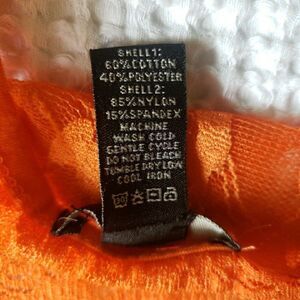 SHELL1:
60%COTTON
40%POLYESTER
SHELL2:
85%NYLON
15%SPANDEX
MACHINE
WASH COLD
GENTLE CYCLE
DO NOT BLEACH
TUMBLE DRY LOW
COOL IRON
30